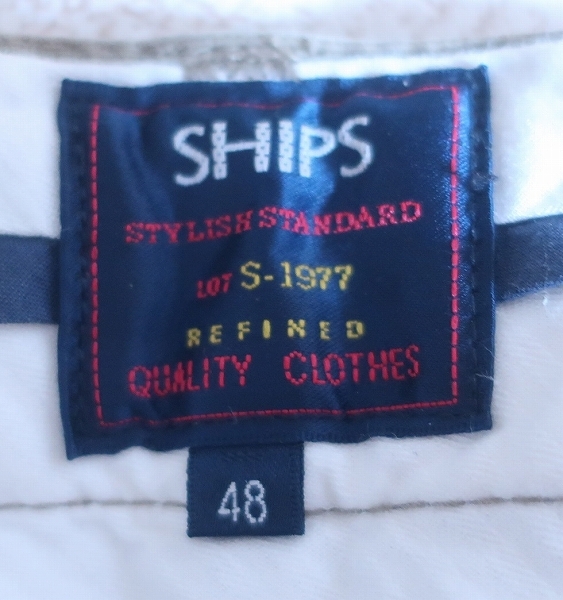 SHIPS
STYLISH STANDARD
LOT S-1977
REFINED
QUALITY CLOTHES
48